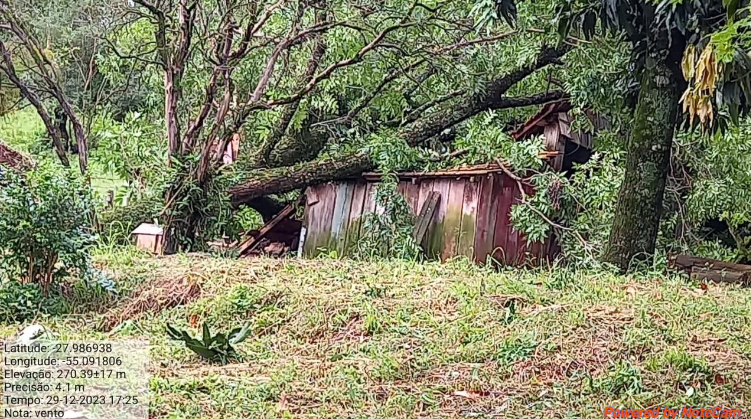 Latitude: -27.986938
Longitude: -55.091806
Elevação: 270.39±17 m
Precisão: 4.1 m
Tempo: 29-12-2023 17:25
Nota: vento
Powered by NoteCam